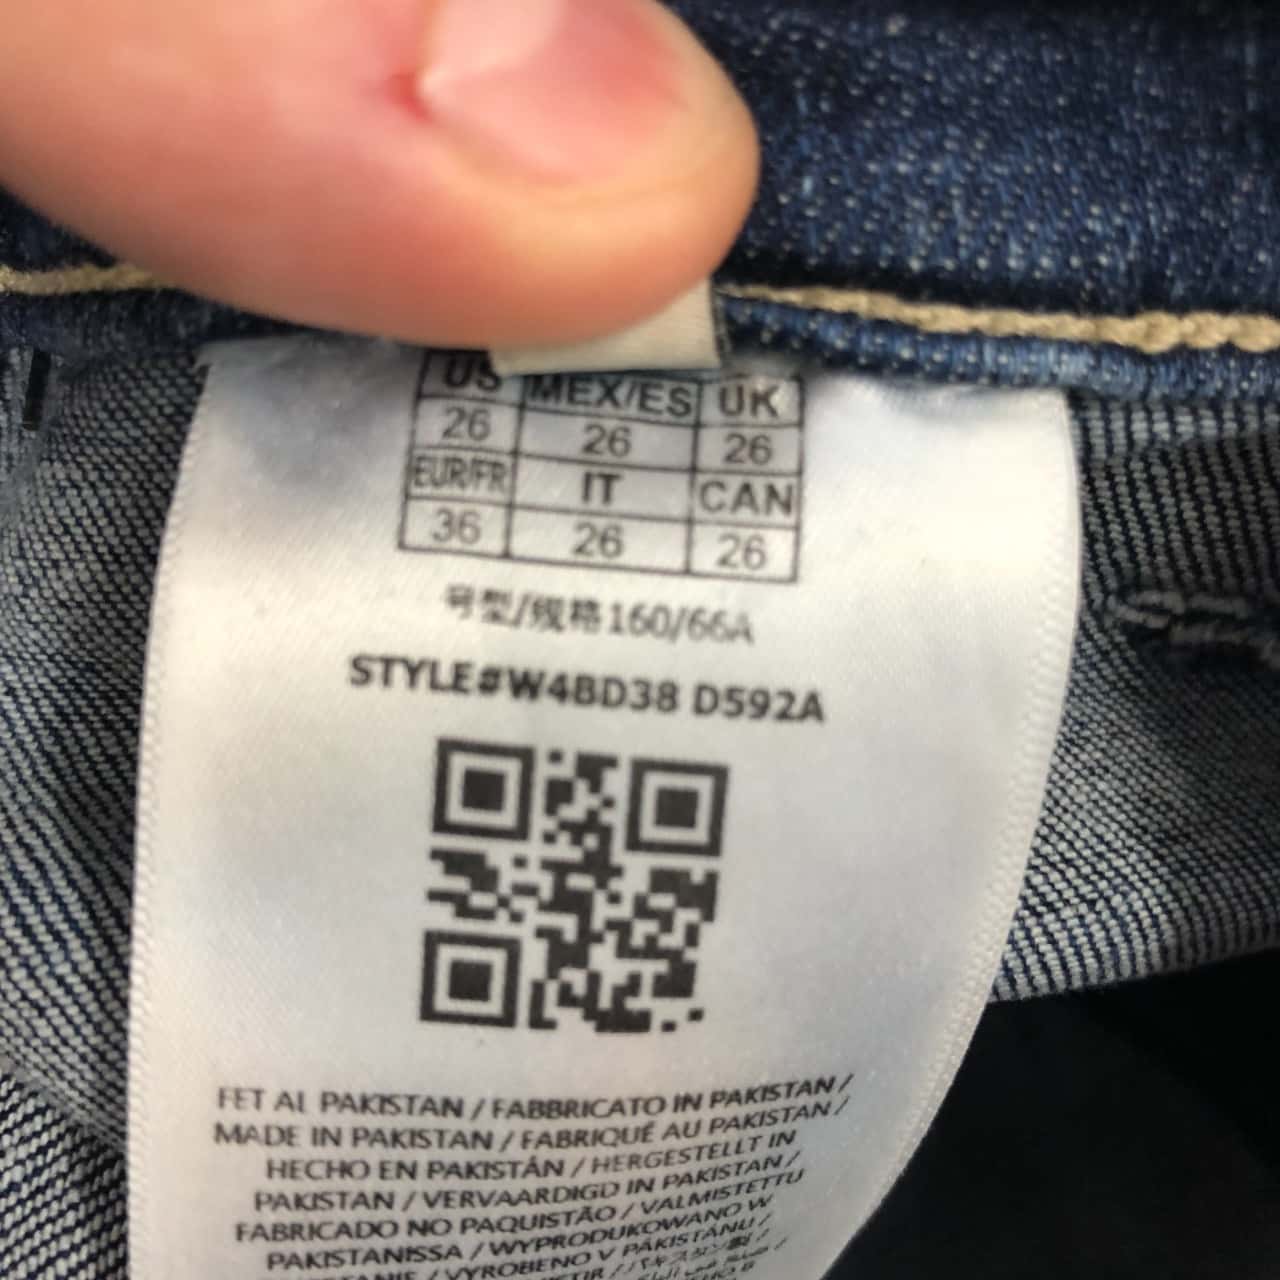 US MEX/ES UK
26 26 26
EUR/FR IT CAN
36 26 26
号型/规格160/66A
STYLE#W4BD38 D592A
FET AL PAKISTAN / FABBRICATO IN PAKISTAN /
MADE IN PAKISTAN / FABRIQUÉ AU PAKISTAN /
HECHO EN PAKISTÁN / HERGESTELLT IN
PAKISTAN / VERVAARDIGD IN PAKISTAN /
FABRICADO NO PAQUISTÃO / VALMISTETTU
PAKISTANISSA / WYPRODUKOWANO W
VYROBENO V PÁKISTÁNU /